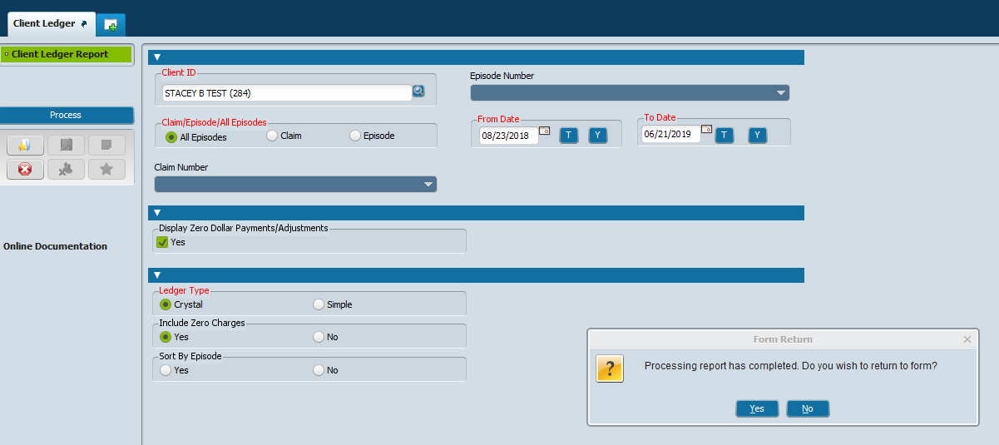 Client Ledger
Client Ledger Report
Process
Online Documentation
Client ID
STACEY B TEST (284)
Episode Number
Claim/Episode/All Episodes
All Episodes Claim Episode
From Date
08/23/2018 T Y
To Date
06/21/2019 T Y
Claim Number
Display Zero Dollar Payments/Adjustments
Yes
Ledger Type
Crystal Simple
Include Zero Charges
Yes No
Sort By Episode
Yes No
Form Return
Processing report has completed. Do you wish to return to form?
Yes No